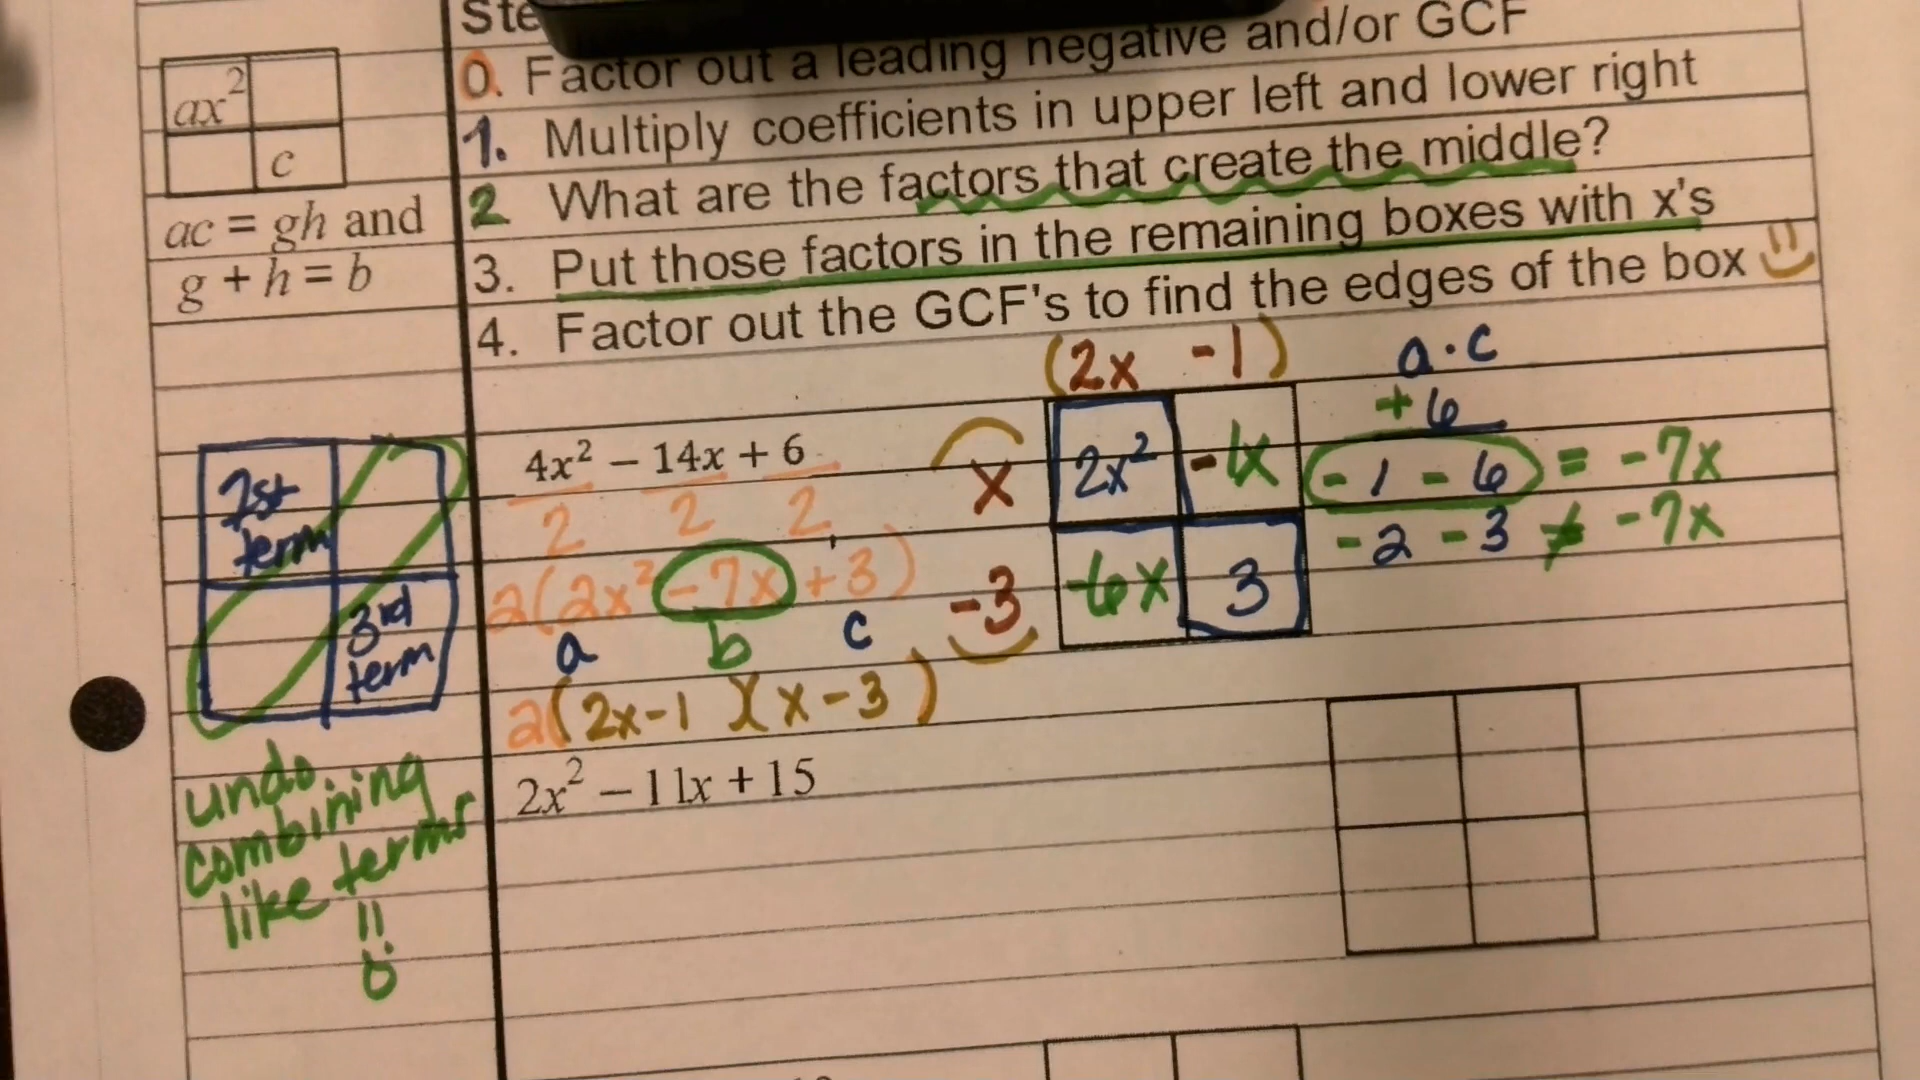 Ste
0. Factor out a leading negative and/or GCF
1. Multiply coefficients in upper left and lower right
2 What are the factors that create the middle?
3. Put those factors in the remaining boxes with x's
4. Factor out the GCF's to find the edges of the box
ax²
c
ac = gh and
g + h = b
(2x -1)
a·c
+6
4x² – 14x + 6
2 2 2
x 2x² -1x
-1 -6 = -7x
-2 -3 ≠ -7x
2(2x² -7x +3)
-3 -6x 3
a b c
2(2x-1)(x-3)
1st
term
3rd
term
2x² – 11x + 15
undo
combining
like terms